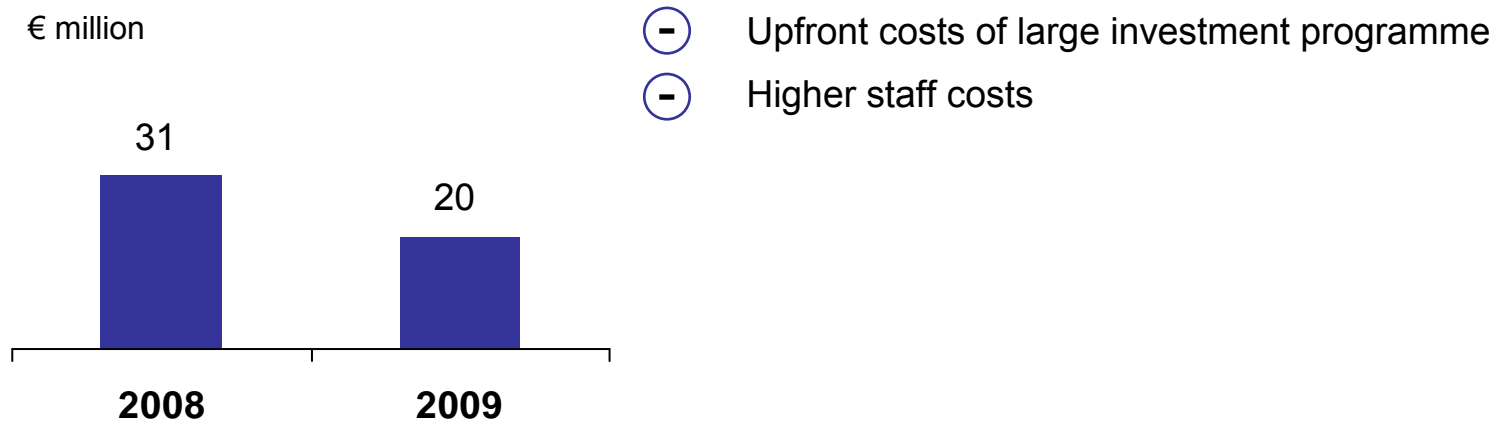 € million
31
20
2008
2009
- Upfront costs of large investment programme
- Higher staff costs